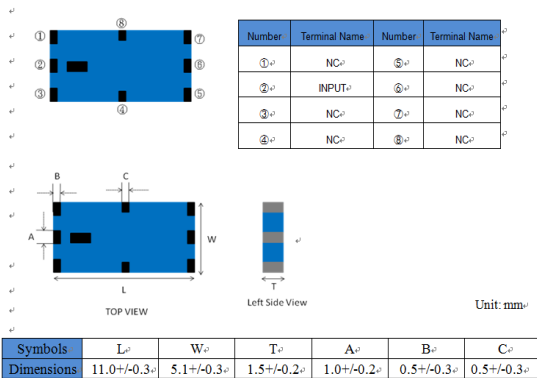 ⑧
① ⑦
② ⑥
③ ⑤
④
Number Terminal Name Number Terminal Name
① NC ⑤ NC
② INPUT ⑥ NC
③ NC ⑦ NC
④ NC ⑧ NC
B C
A W
L T
TOP VIEW
Left Side View
Unit: mm
Symbols L W T A B C
Dimensions 11.0+/-0.3 5.1+/-0.3 1.5+/-0.2 1.0+/-0.2 0.5+/-0.3 0.5+/-0.3